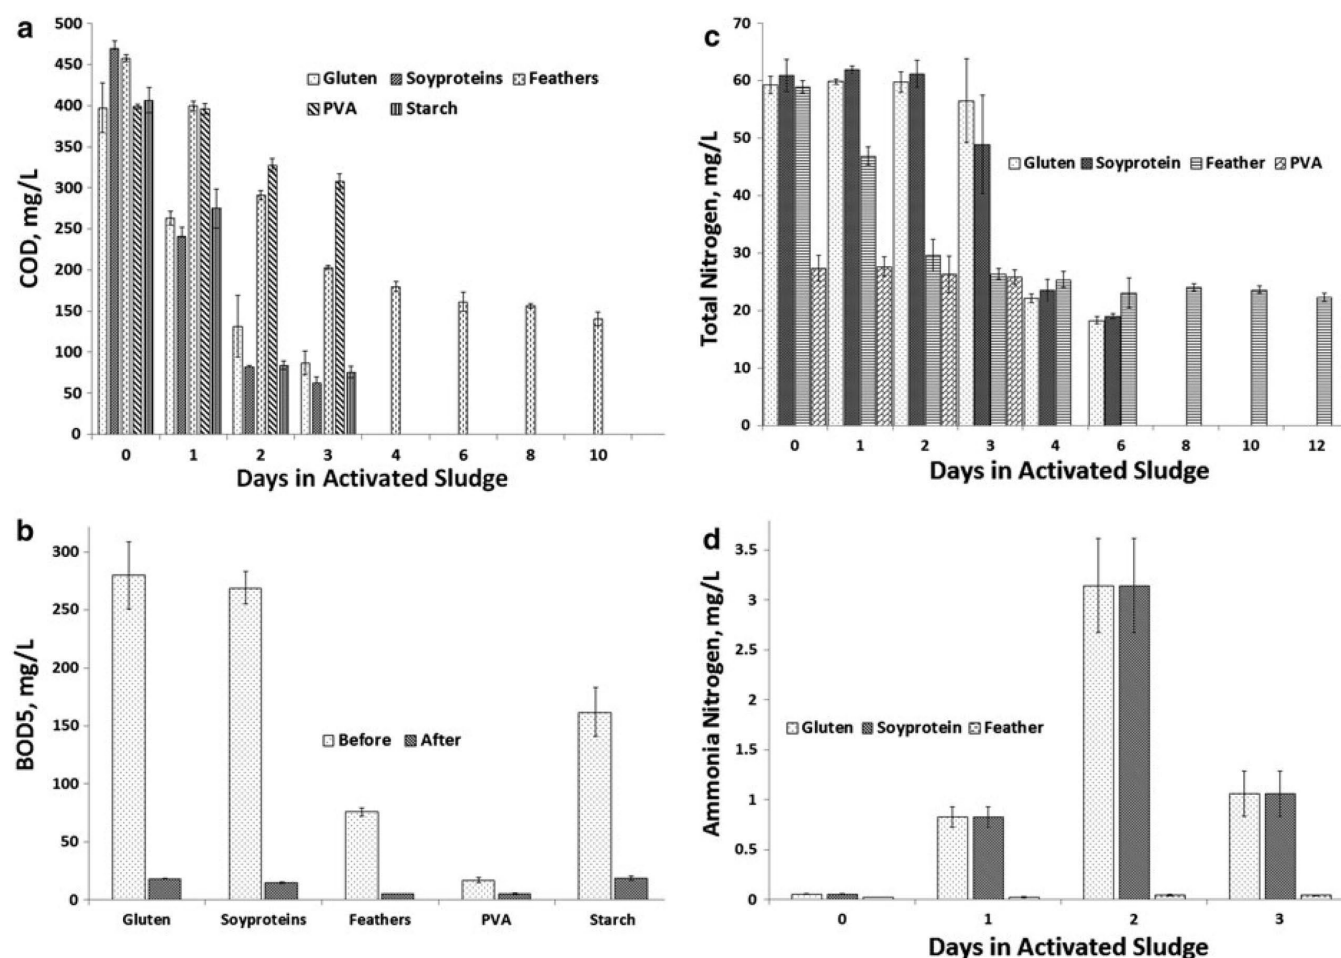 a
500
450
400
350
300
250
200
150
100
50
0
COD, mg/L
Gluten Soyproteins Feathers
PVA Starch
0 1 2 3 4 6 8 10
Days in Activated Sludge
c
70
60
50
40
30
20
10
0
Total Nitrogen, mg/L
Gluten Soyprotein Feather PVA
0 1 2 3 4 6 8 10 12
Days in Activated Sludge
b
300
250
200
150
100
50
0
BOD5, mg/L
Before After
Gluten Soyproteins Feathers PVA Starch
d
3.5
3
2.5
2
1.5
1
0.5
0
Ammonia Nitrogen, mg/L
Gluten Soyprotein Feather
0 1 2 3
Days in Activated Sludge